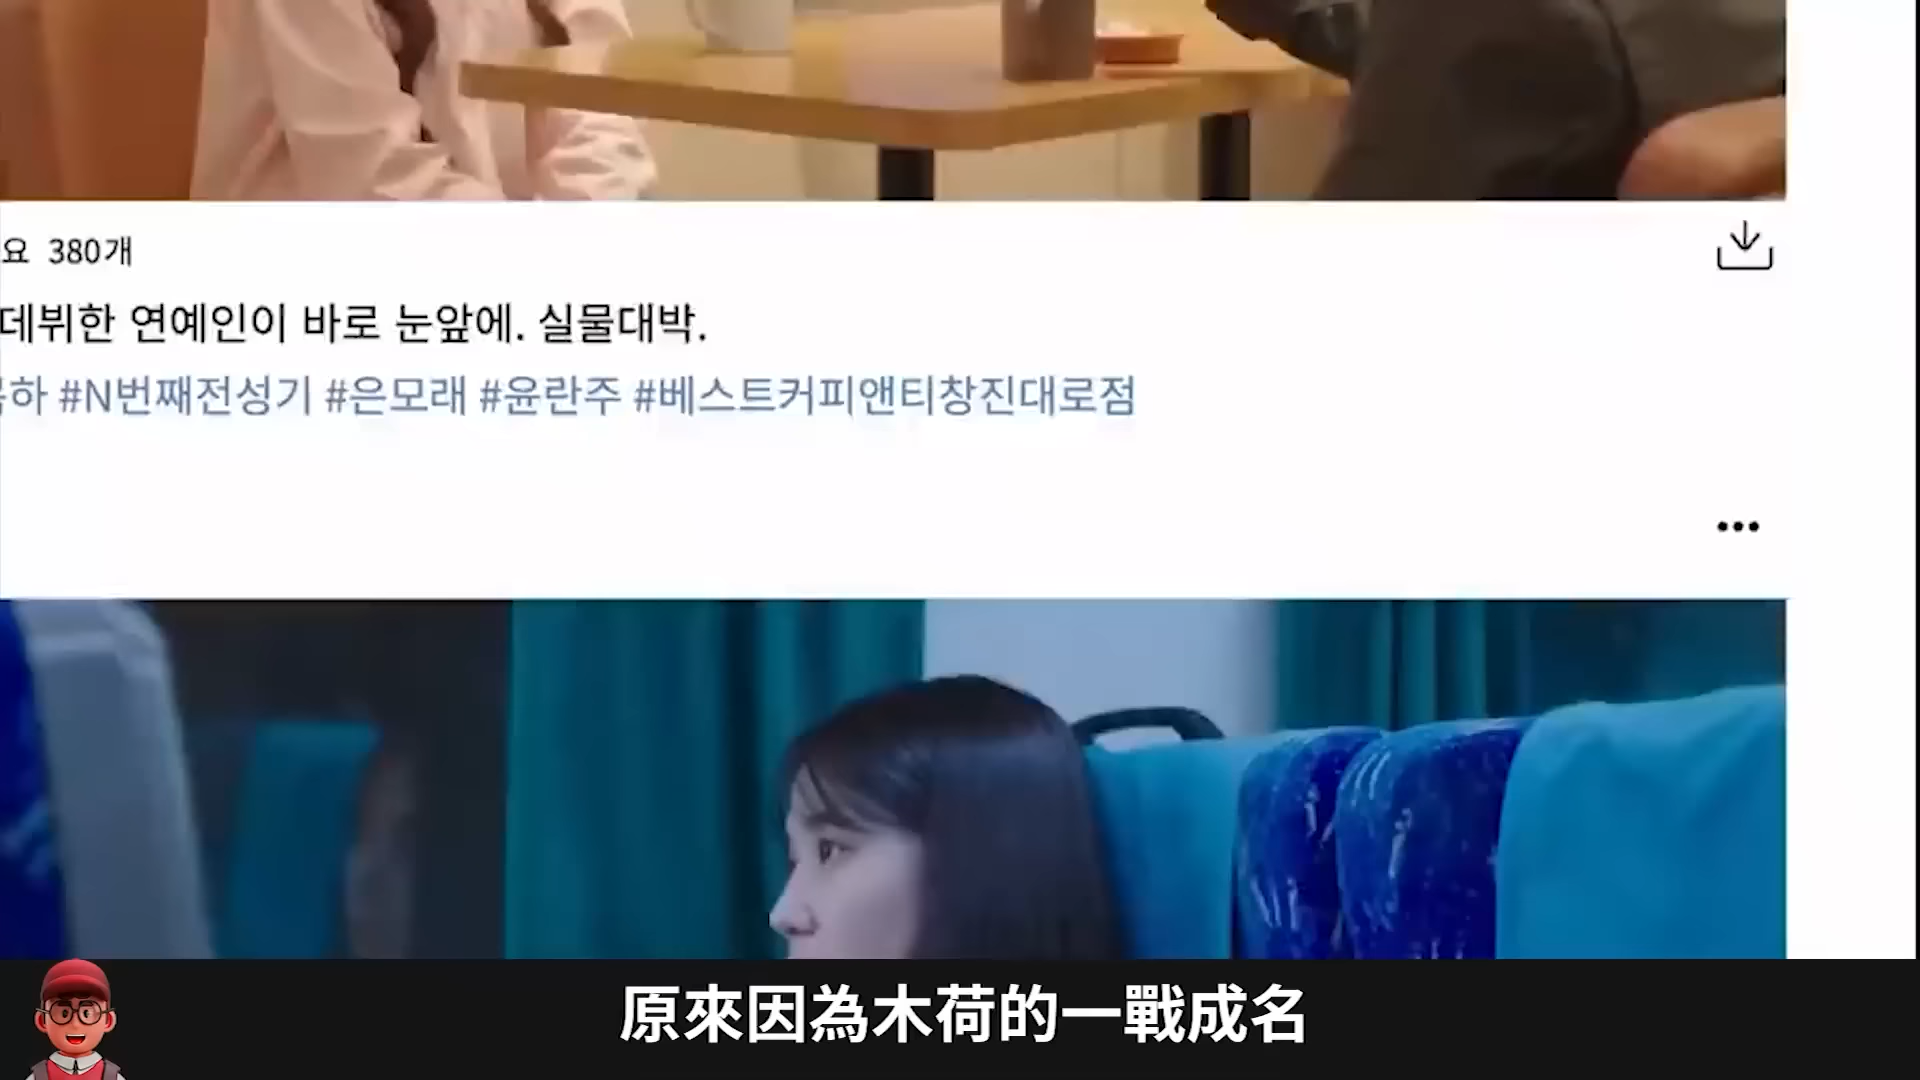 요 380개
데뷔한 연예인이 바로 눈앞에. 실물대박.
하 #N번째전성기 #은모래 #윤란주 #베스트커피앤티창진대로점
原來因為木荷的一戰成名